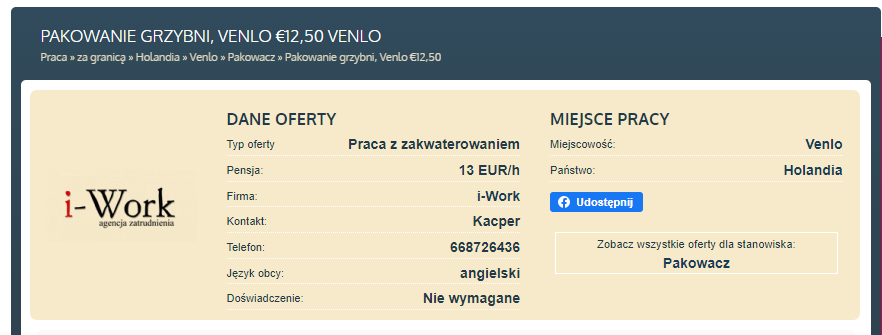 PAKOWANIE GRZYBNI, VENLO €12,50 VENLO
Praca » za granicą » Holandia » Venlo » Pakowacz » Pakowanie grzybni, Venlo €12,50
i-Work
agencja zatrudnienia
DANE OFERTY
Typ oferty Praca z zakwaterowaniem
Pensja: 13 EUR/h
Firma: i-Work
Kontakt: Kacper
Telefon: 668726436
Język obcy: angielski
Doświadczenie: Nie wymagane
MIEJSCE PRACY
Miejscowość: Venlo
Państwo: Holandia
Udostępnij
Zobacz wszystkie oferty dla stanowiska:
Pakowacz